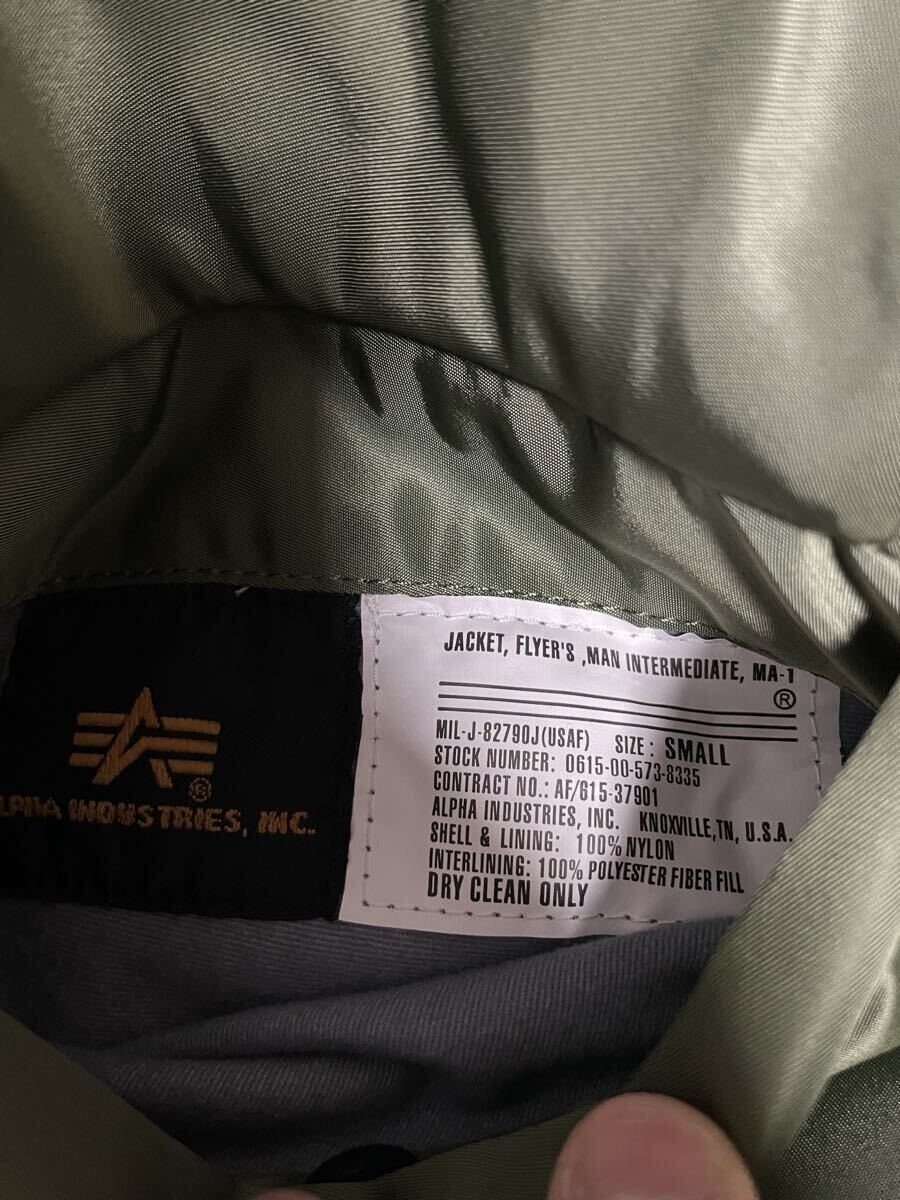 JACKET, FLYER'S ,MAN INTERMEDIATE, MA-1
®
MIL-J-82790J(USAF) SIZE: SMALL
STOCK NUMBER: 0615-00-573-8335
CONTRACT NO.: AF/615-37901
ALPHA INDUSTRIES, INC. KNOXVILLE,TN, U.S.A.
SHELL & LINING: 100% NYLON
INTERLINING: 100% POLYESTER FIBER FILL
DRY CLEAN ONLY
®
LPHA INDUSTRIES, INC.